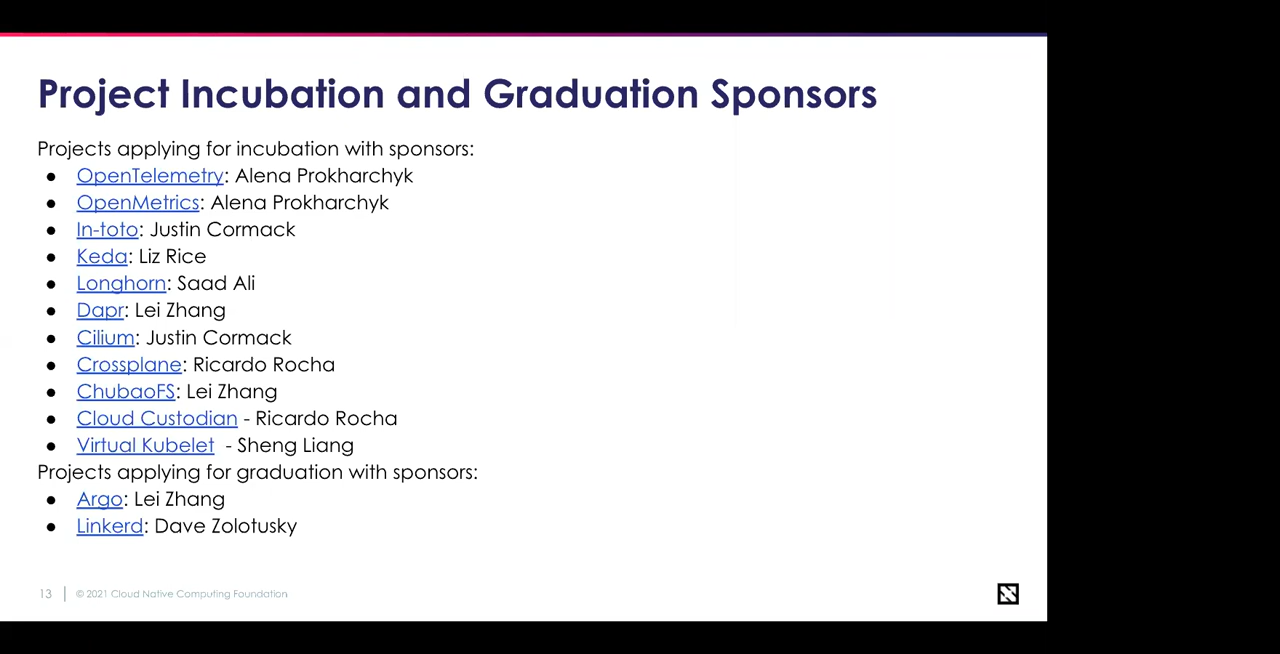 Project Incubation and Graduation Sponsors
Projects applying for incubation with sponsors:
● OpenTelemetry: Alena Prokharchyk
● OpenMetrics: Alena Prokharchyk
● In-toto: Justin Cormack
● Keda: Liz Rice
● Longhorn: Saad Ali
● Dapr: Lei Zhang
● Cilium: Justin Cormack
● Crossplane: Ricardo Rocha
● ChubaoFS: Lei Zhang
● Cloud Custodian - Ricardo Rocha
● Virtual Kubelet - Sheng Liang
Projects applying for graduation with sponsors:
● Argo: Lei Zhang
● Linkerd: Dave Zolotusky
13 | © 2021 Cloud Native Computing Foundation